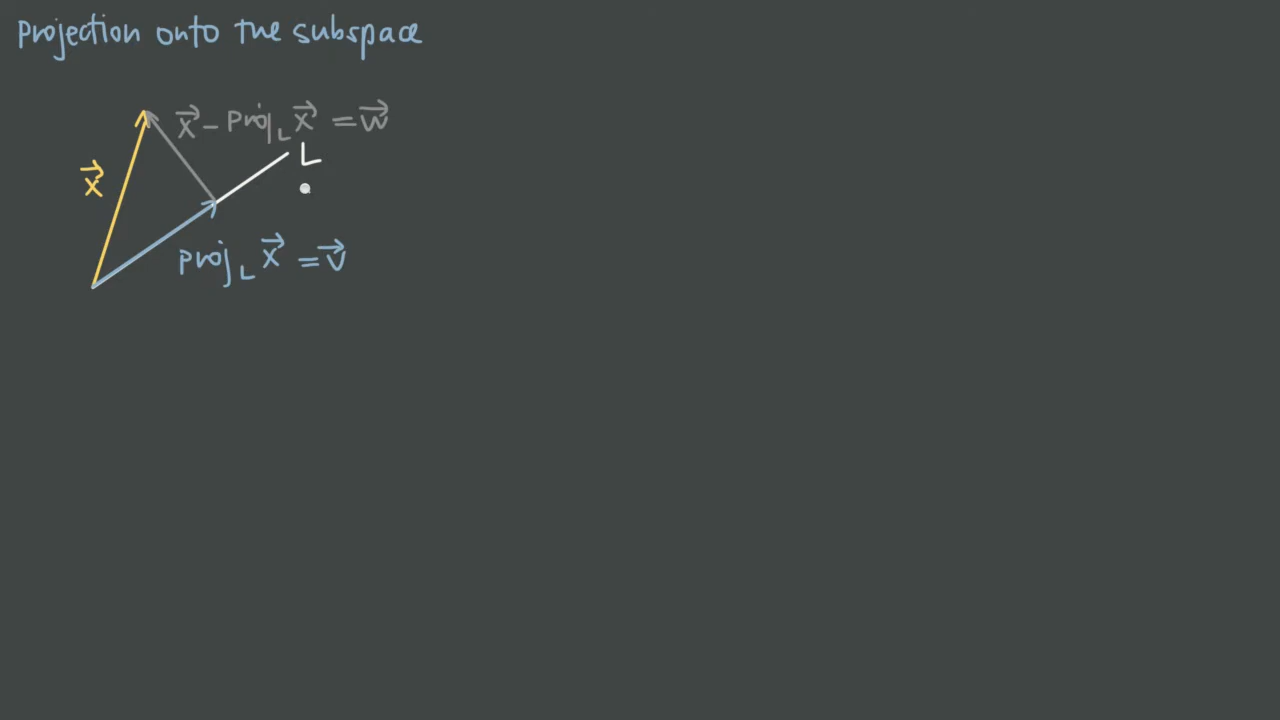 Projection onto the subspace
x⃗ – proj_L x⃗ = w⃗
L
x⃗
proj_L x⃗ = v⃗